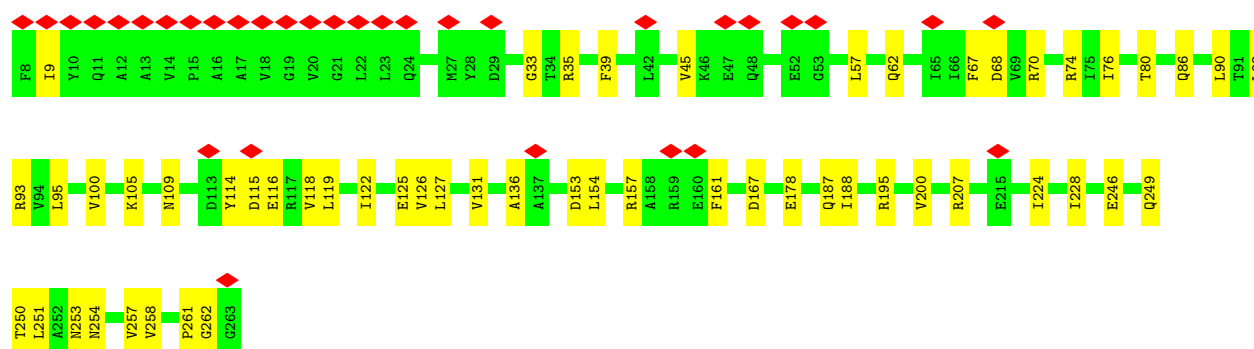 F8 I9 Y10 Q11 A12 A13 V14 P15 A16 A17 V18 G19 V20 G21 L22 L23 Q24 M27 Y28 D29 G33 T34 R35 F39 L42 V45 K46 E47 Q48 E52 G53 L57 Q62 I65 I66 F67 D68 V69 R70 R74 I75 I76 T80 Q86 L90 T91
R93 V94 L95 V100 K105 N109 D113 Y114 D115 E116 R117 V118 L119 I122 E125 V126 L127 V131 A136 A137 D153 L154 R157 A158 R159 E160 F161 D167 E178 Q187 I188 R195 V200 R207 E215 I224 I228 E246 Q249
T250 L251 A252 N253 N254 V257 V258 P261 G262 G263